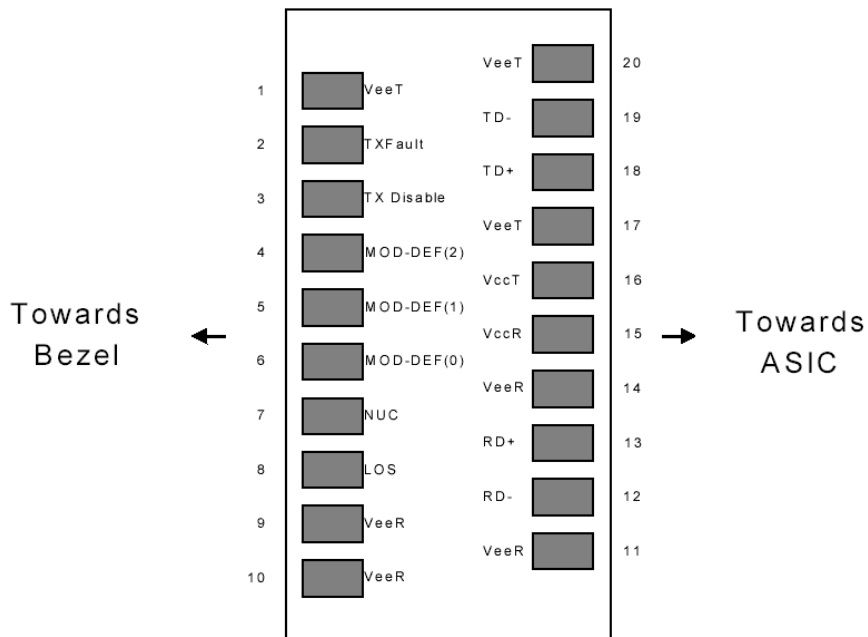 VeeT 20
1 VeeT
TD- 19
2 TXFault
TD+ 18
3 TX Disable
VeeT 17
4 MOD-DEF(2)
VccT 16
5 MOD-DEF(1)
Towards
Bezel
VccR 15
Towards
ASIC
6 MOD-DEF(0)
VeeR 14
7 NUC
RD+ 13
8 LOS
RD- 12
9 VeeR
VeeR 11
10 VeeR